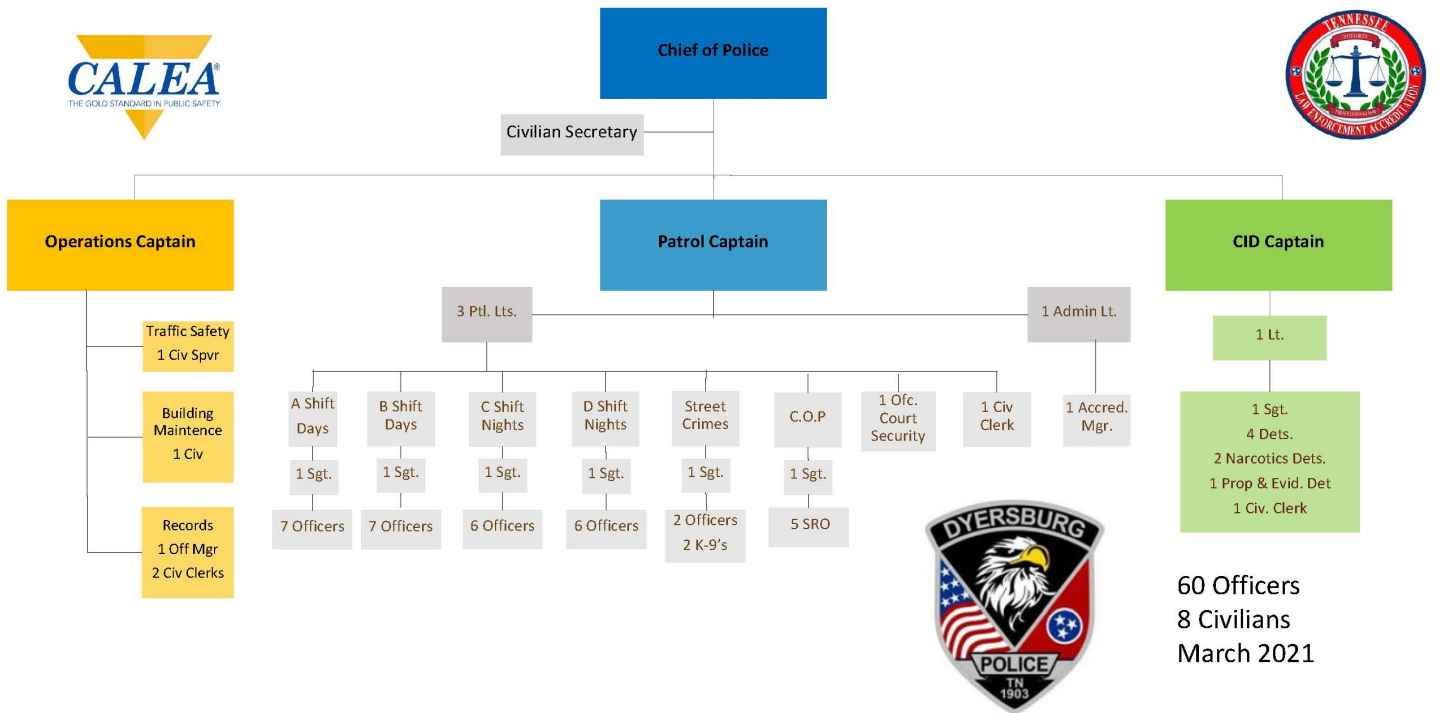 CALEA®
THE GOLD STANDARD IN PUBLIC SAFETY
Chief of Police
TENNESSEE
INTEGRITY
PROFESSIONALISM
LAW ENFORCEMENT ACCREDITATION
Civilian Secretary
Operations Captain
Patrol Captain
CID Captain
3 Ptl. Lts.
1 Admin Lt.
1 Lt.
Traffic Safety
1 Civ Spvr
Building
Maintence
1 Civ
Records
1 Off Mgr
2 Civ Clerks
A Shift
Days
1 Sgt.
7 Officers
B Shift
Days
1 Sgt.
7 Officers
C Shift
Nights
1 Sgt.
6 Officers
D Shift
Nights
1 Sgt.
6 Officers
Street
Crimes
1 Sgt.
2 Officers
2 K-9’s
C.O.P
1 Sgt.
5 SRO
1 Ofc.
Court
Security
1 Civ
Clerk
1 Accred.
Mgr.
1 Sgt.
4 Dets.
2 Narcotics Dets.
1 Prop & Evid. Det
1 Civ. Clerk
DYERSBURG
POLICE
TN
1903
60 Officers
8 Civilians
March 2021